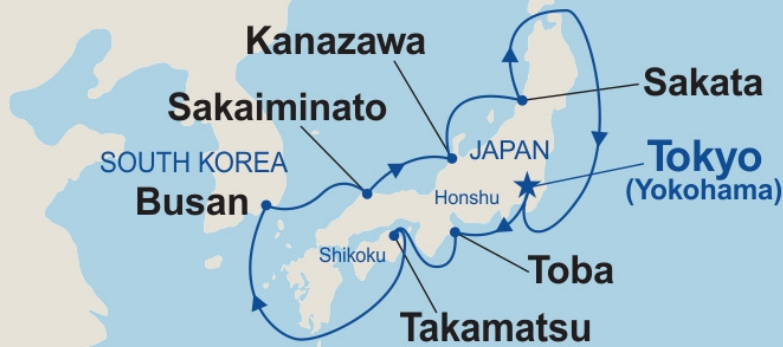 Kanazawa
Sakata
Sakaiminato
SOUTH KOREA
JAPAN
Tokyo
(Yokohama)
Busan
Honshu
Shikoku
Toba
Takamatsu